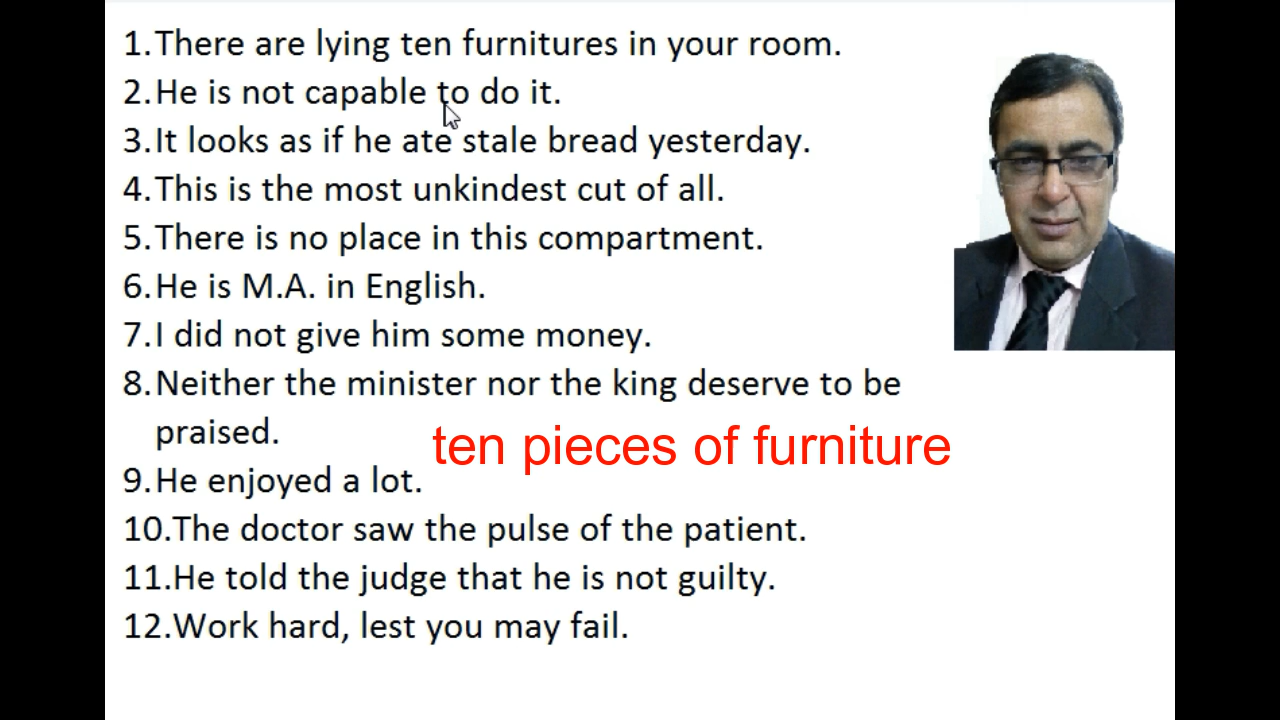 1. There are lying ten furnitures in your room.
2. He is not capable to do it.
3. It looks as if he ate stale bread yesterday.
4. This is the most unkindest cut of all.
5. There is no place in this compartment.
6. He is M.A. in English.
7. I did not give him some money.
8. Neither the minister nor the king deserve to be
praised.
ten pieces of furniture
9. He enjoyed a lot.
10. The doctor saw the pulse of the patient.
11. He told the judge that he is not guilty.
12. Work hard, lest you may fail.